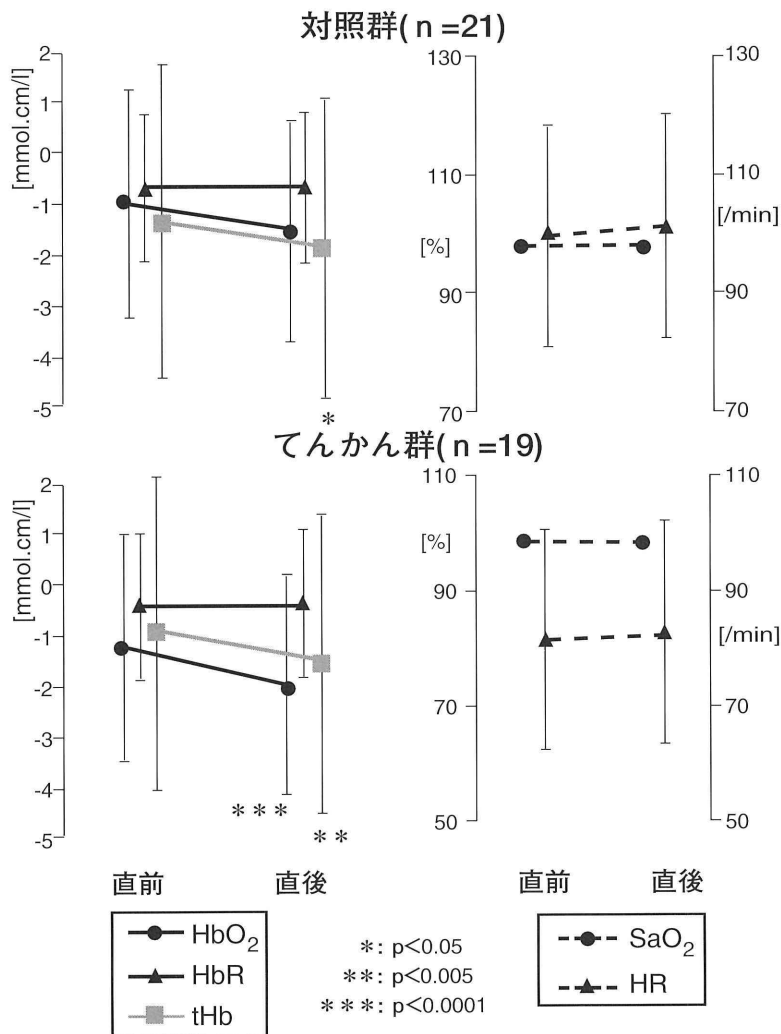 対照群(n=21)
[mmol.cm/l]
2
1
0
-1
-2
-3
-4
-5
*
130
110
[%]
90
70
130
110
[/min]
90
70
てんかん群(n=19)
[mmol.cm/l]
2
1
0
-1
-2
-3
-4
-5
***
**
110
[%]
90
70
50
110
90
[/min]
70
50
直前 直後 直前 直後
HbO₂
HbR
tHb
*: p<0.05
**: p<0.005
***: p<0.0001
SaO₂
HR